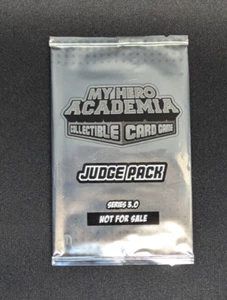 MY HERO
ACADEMIA
COLLECTIBLE CARD GAME
JUDGE PACK
SERIES 3.0
NOT FOR SALE